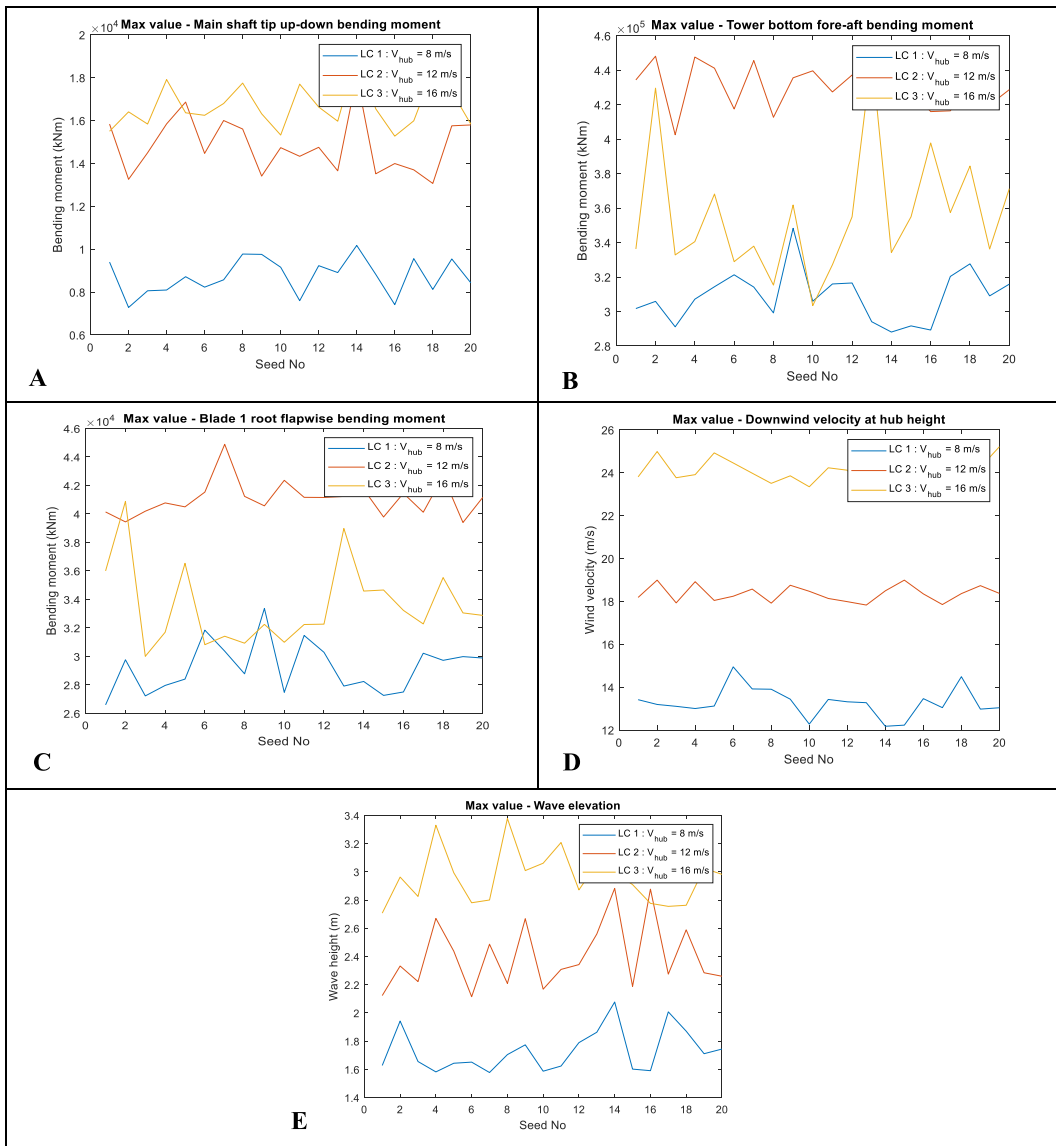 Max value - Main shaft tip up-down bending moment
×10⁴
2
1.8
1.6
1.4
1.2
1
0.8
0.6
Bending moment (kNm)
LC 1 : V_hub = 8 m/s
LC 2 : V_hub = 12 m/s
LC 3 : V_hub = 16 m/s
0 2 4 6 8 10 12 14 16 18 20
Seed No
A
Max value - Tower bottom fore-aft bending moment
×10⁵
4.6
4.4
4.2
4
3.8
3.6
3.4
3.2
3
2.8
Bending moment (kNm)
LC 1 : V_hub = 8 m/s
LC 2 : V_hub = 12 m/s
LC 3 : V_hub = 16 m/s
0 2 4 6 8 10 12 14 16 18 20
Seed No
B
Max value - Blade 1 root flapwise bending moment
×10⁴
4.6
4.4
4.2
4
3.8
3.6
3.4
3.2
3
2.8
2.6
Bending moment (kNm)
LC 1 : V_hub = 8 m/s
LC 2 : V_hub = 12 m/s
LC 3 : V_hub = 16 m/s
0 2 4 6 8 10 12 14 16 18 20
Seed No
C
Max value - Downwind velocity at hub height
26
24
22
20
18
16
14
12
Wind velocity (m/s)
LC 1 : V_hub = 8 m/s
LC 2 : V_hub = 12 m/s
LC 3 : V_hub = 16 m/s
0 2 4 6 8 10 12 14 16 18 20
Seed No
D
Max value - Wave elevation
3.4
3.2
3
2.8
2.6
2.4
2.2
2
1.8
1.6
1.4
Wave height (m)
LC 1 : V_hub = 8 m/s
LC 2 : V_hub = 12 m/s
LC 3 : V_hub = 16 m/s
0 2 4 6 8 10 12 14 16 18 20
Seed No
E